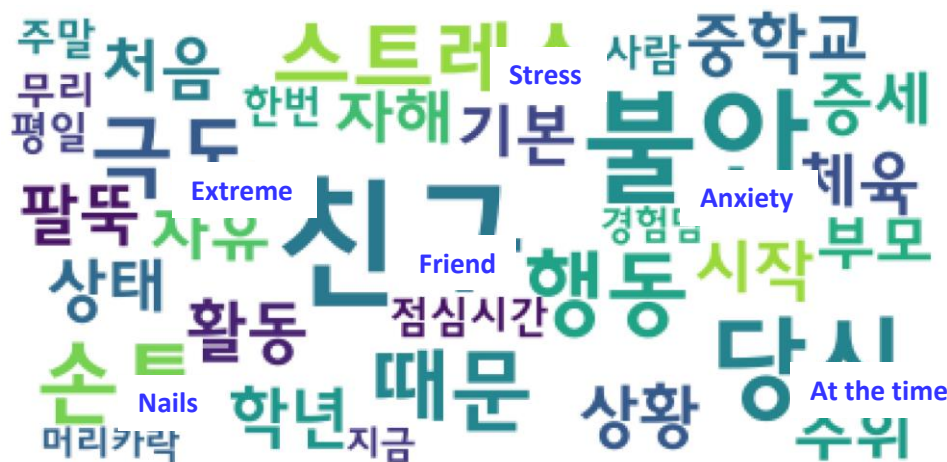 주말
처음
스트레스
사람
중학교
Stress
무리
한번
자해
기본
불안
증세
평일
극도
Extreme
Anxiety
체육
팔뚝
자유
친구
경험담
부모
Friend
상태
행동
시작
활동
점심시간
당시
손톱
때문
At the time
Nails
학년
상황
머리카락
지금